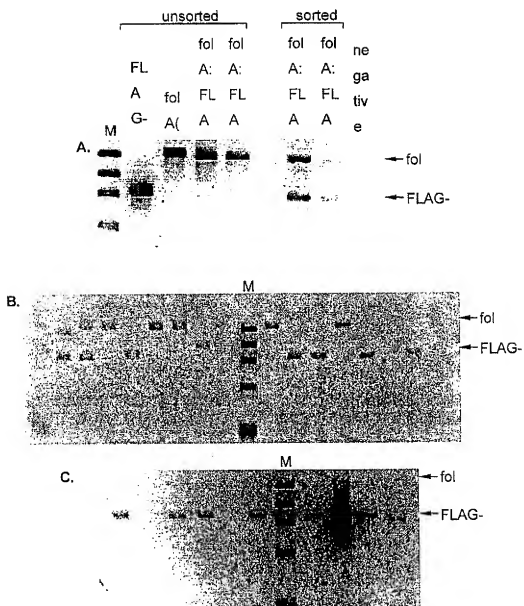 unsorted
sorted
fol fol
fol fol ne
FL A: A: A: A: ga
A fol FL FL FL FL tiv
G- A( A A A A e
M
A.
fol
FLAG-
M
B.
fol
FLAG-
M
C.
fol
FLAG-